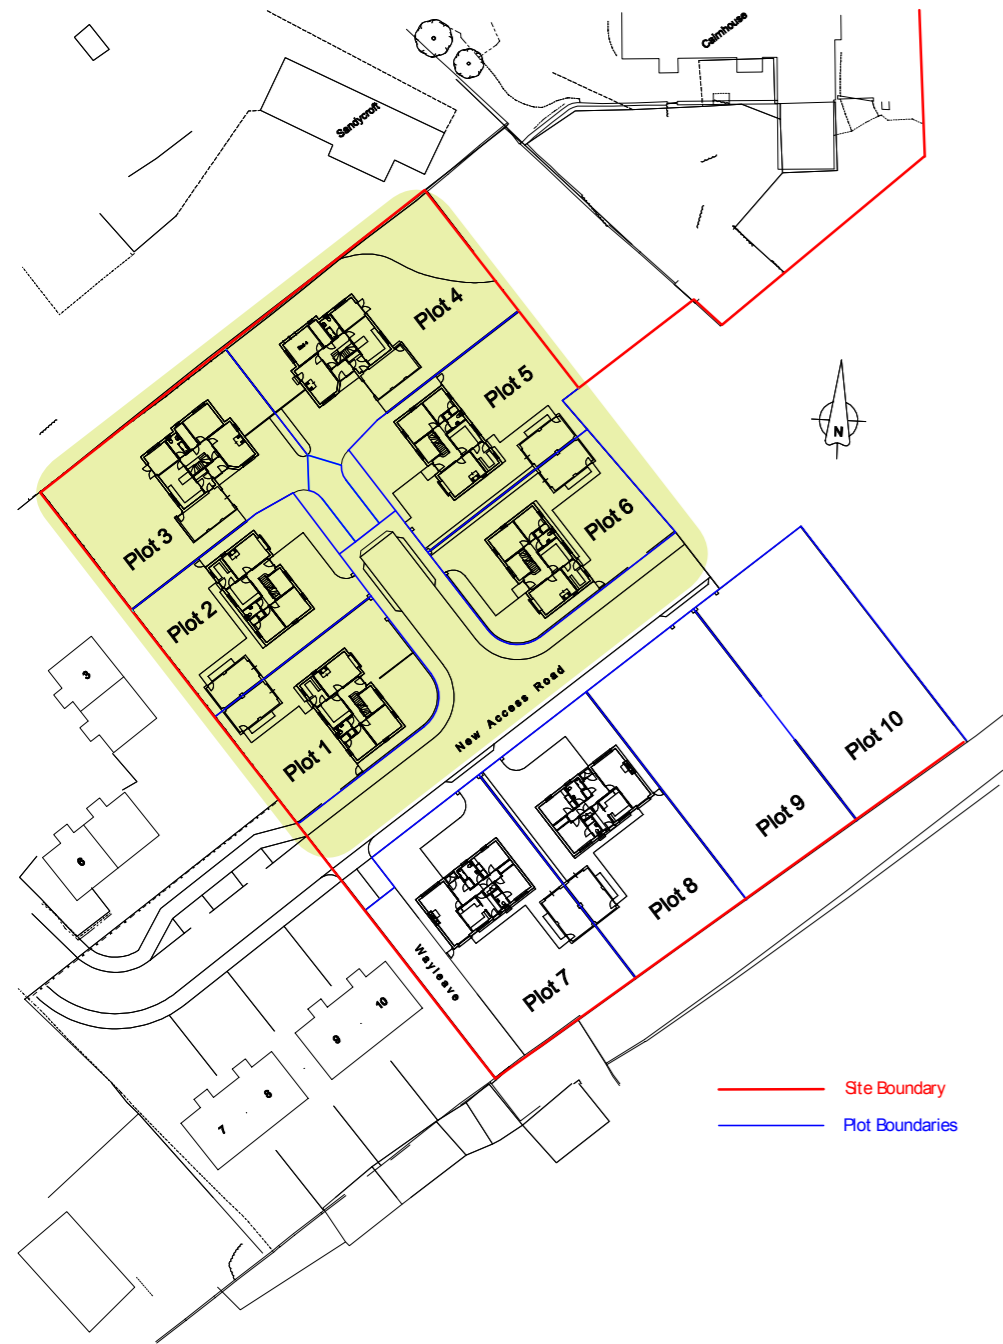 Calmhouse
Sandycroft
Plot 4
Plot 5
N
Plot 3
Plot 6
Plot 2
3
New Access Road
Plot 1
Plot 10
Plot 9
6
Plot 8
Wayleave
Plot 7
10
9
8
7
Site Boundary
Plot Boundaries